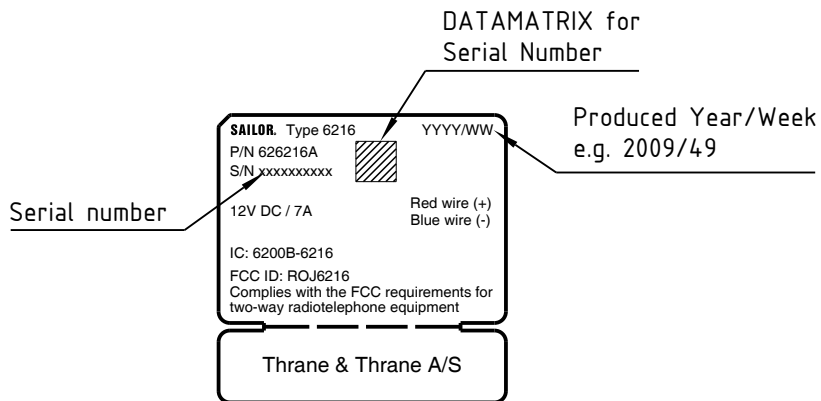 DATAMATRIX for
Serial Number
Produced Year/Week
e.g. 2009/49
Serial number
SAILOR. Type 6216 YYYY/WW
P/N 626216A
S/N xxxxxxxxxx
12V DC / 7A
Red wire (+)
Blue wire (-)
IC: 6200B-6216
FCC ID: ROJ6216
Complies with the FCC requirements for
two-way radiotelephone equipment
Thrane & Thrane A/S